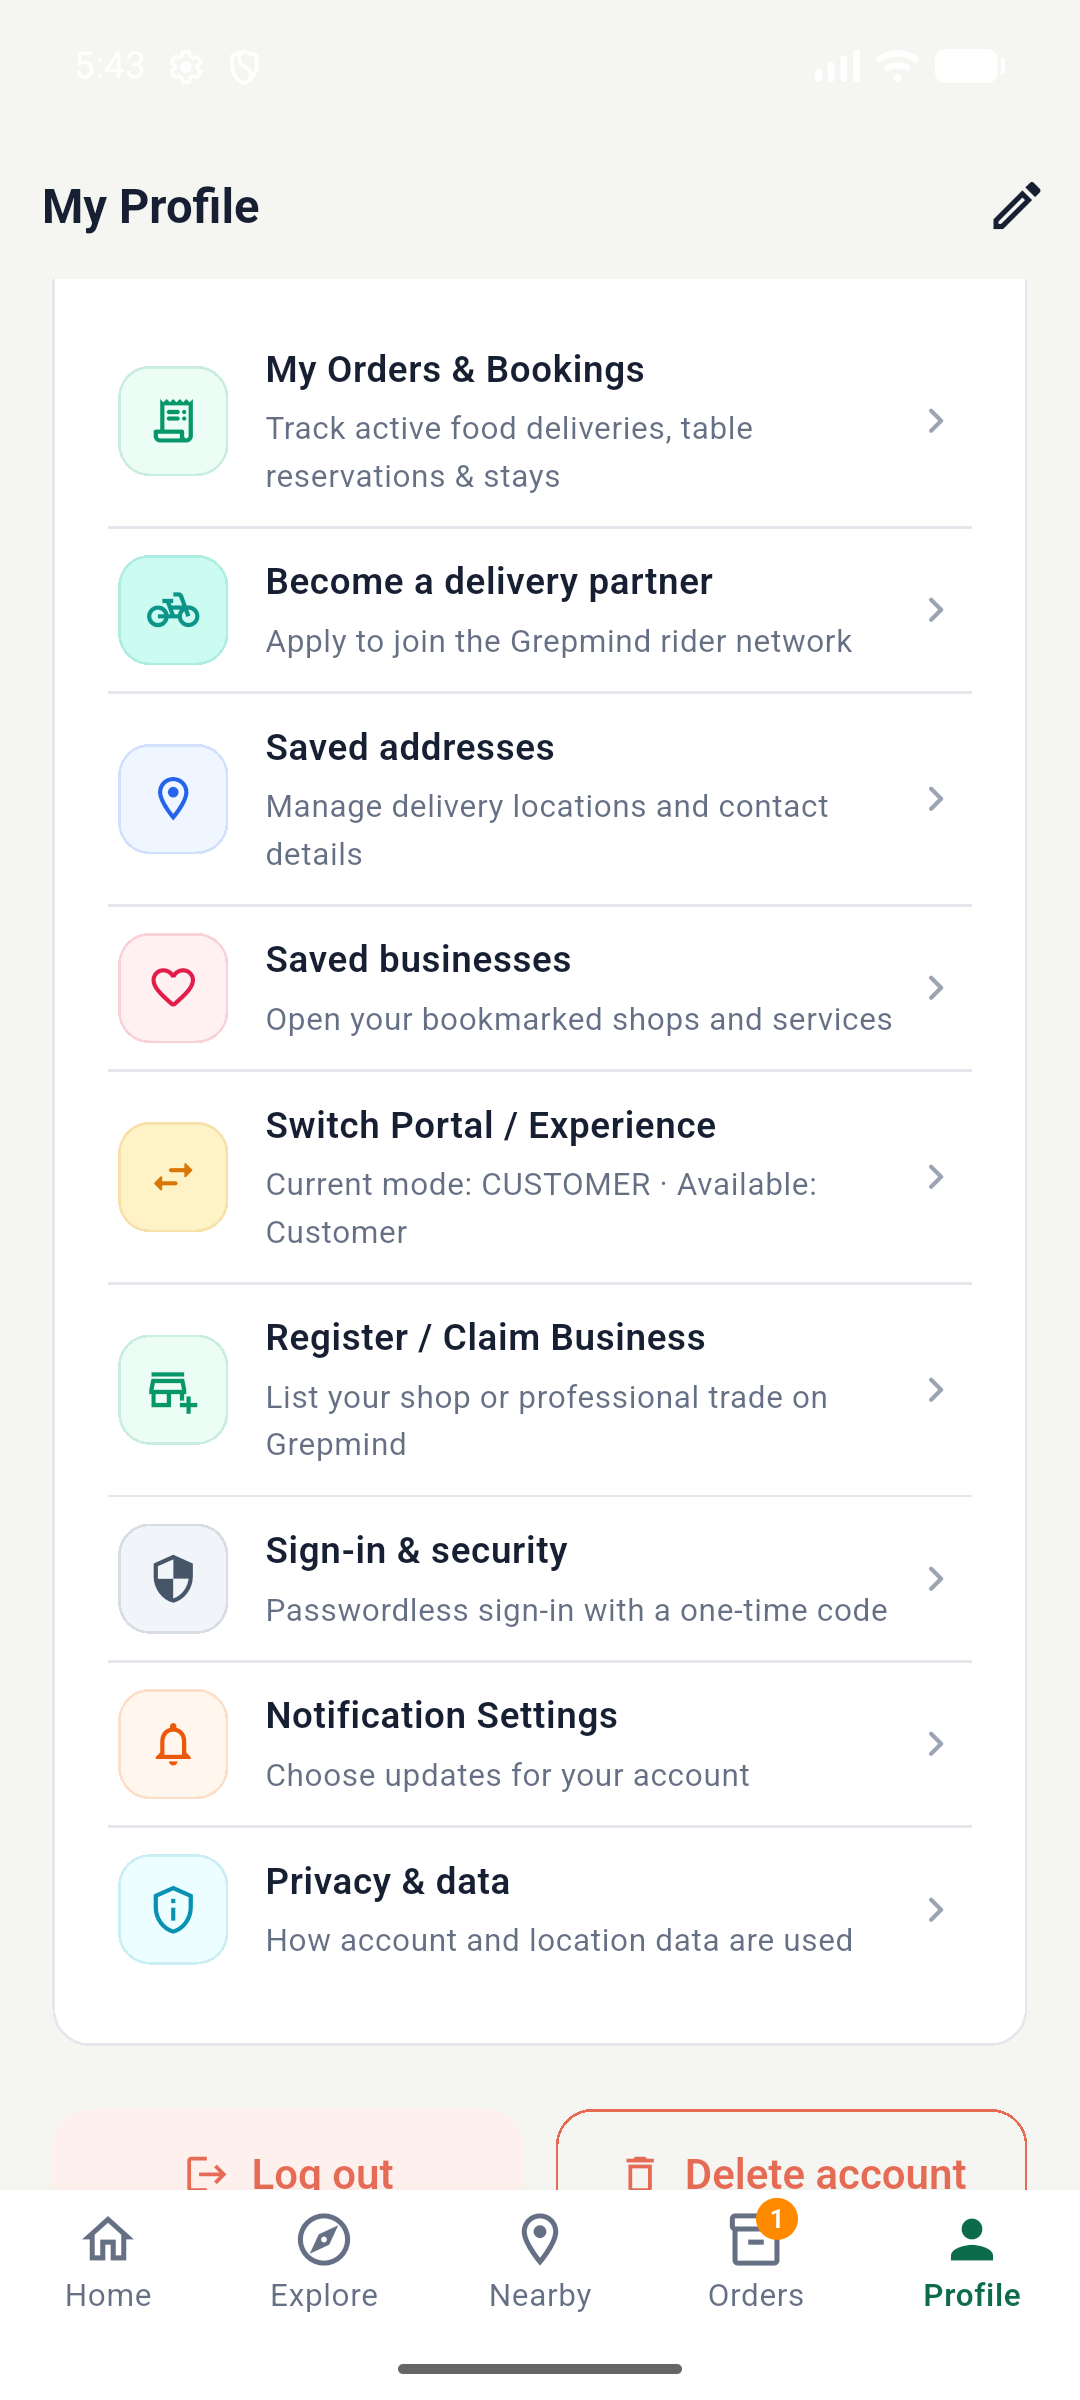 5:43
My Profile
My Orders & Bookings
Track active food deliveries, table
reservations & stays
Become a delivery partner
Apply to join the Grepmind rider network
Saved addresses
Manage delivery locations and contact
details
Saved businesses
Open your bookmarked shops and services
Switch Portal / Experience
Current mode: CUSTOMER · Available:
Customer
Register / Claim Business
List your shop or professional trade on
Grepmind
Sign-in & security
Passwordless sign-in with a one-time code
Notification Settings
Choose updates for your account
Privacy & data
How account and location data are used
Log out
Delete account
1
Home
Explore
Nearby
Orders
Profile